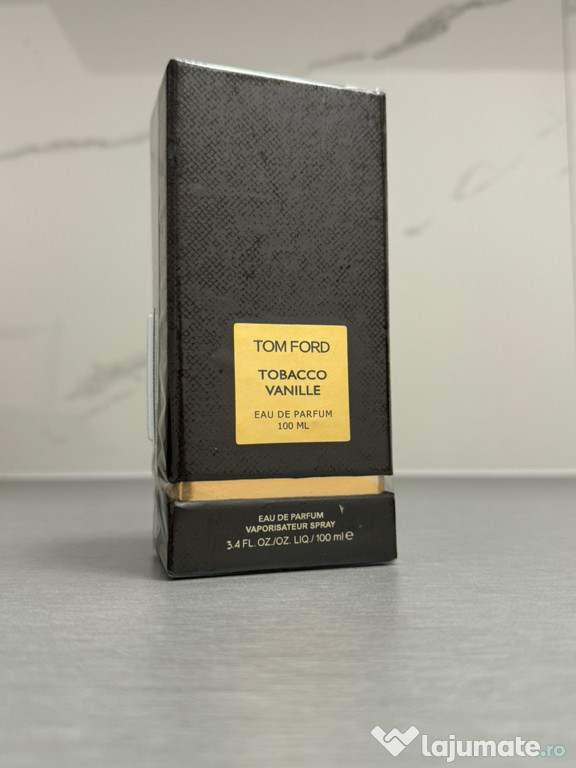 TOM FORD
TOBACCO
VANILLE
EAU DE PARFUM
100 ML
EAU DE PARFUM
VAPORISATEUR SPRAY
3.4 FL. OZ./OZ. LIQ./100 ml e
lajumate.ro